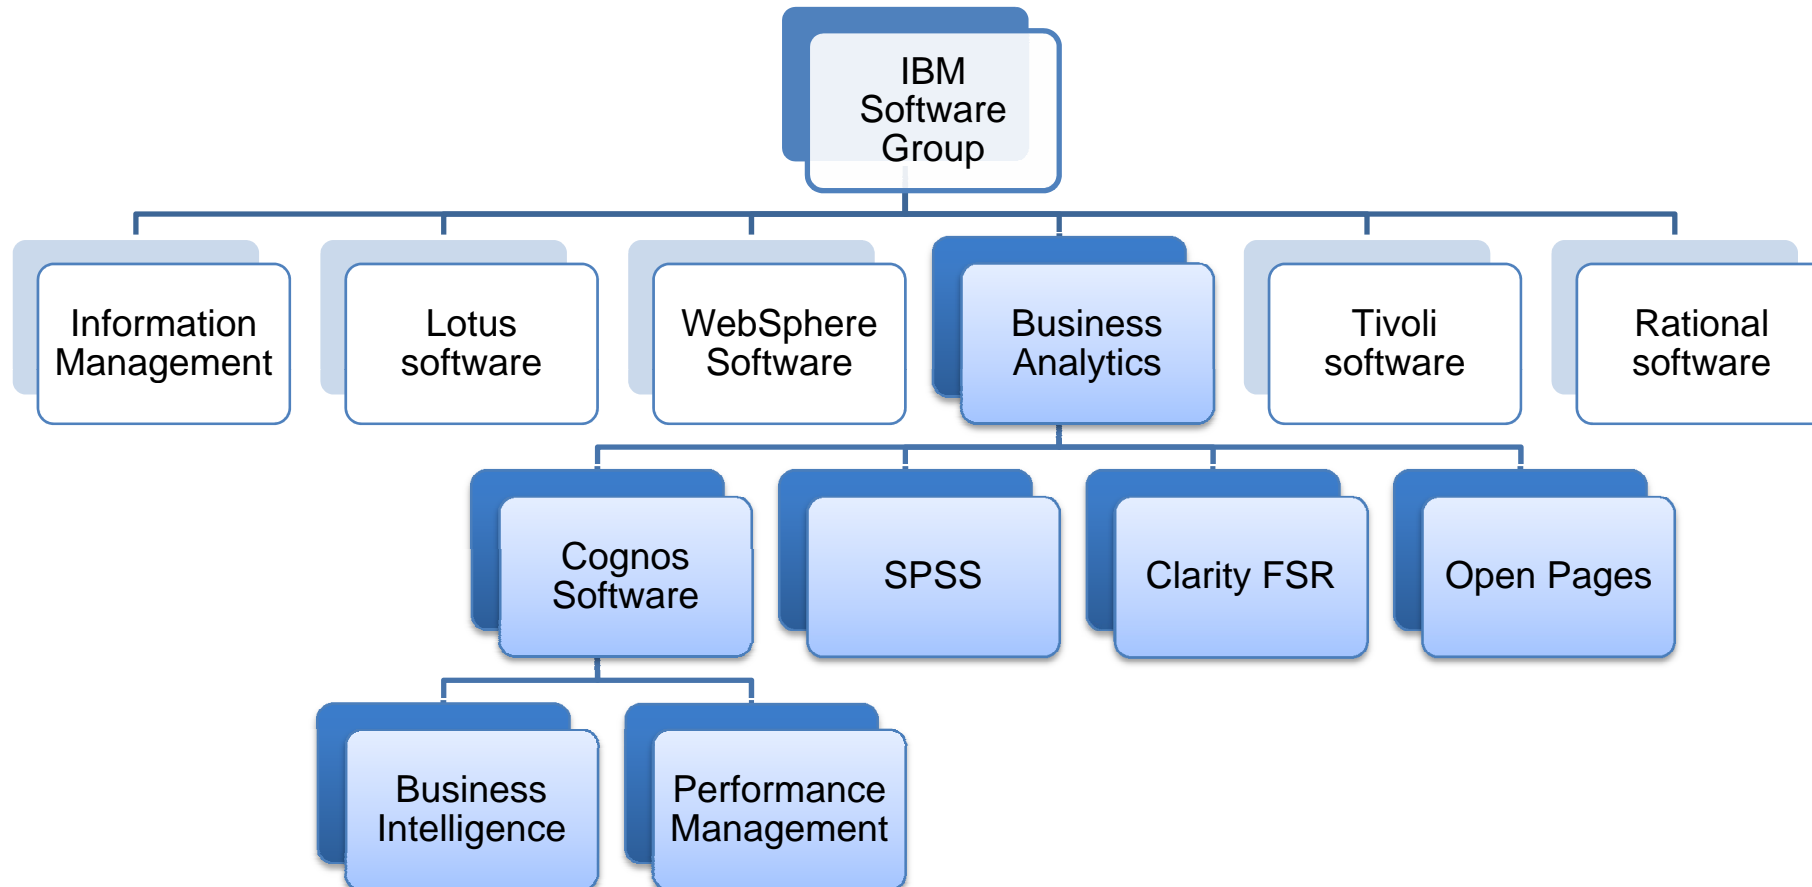 IBM
Software
Group
Information
Management
Lotus
software
WebSphere
Software
Business
Analytics
Tivoli
software
Rational
software
Cognos
Software
SPSS
Clarity FSR
Open Pages
Business
Intelligence
Performance
Management